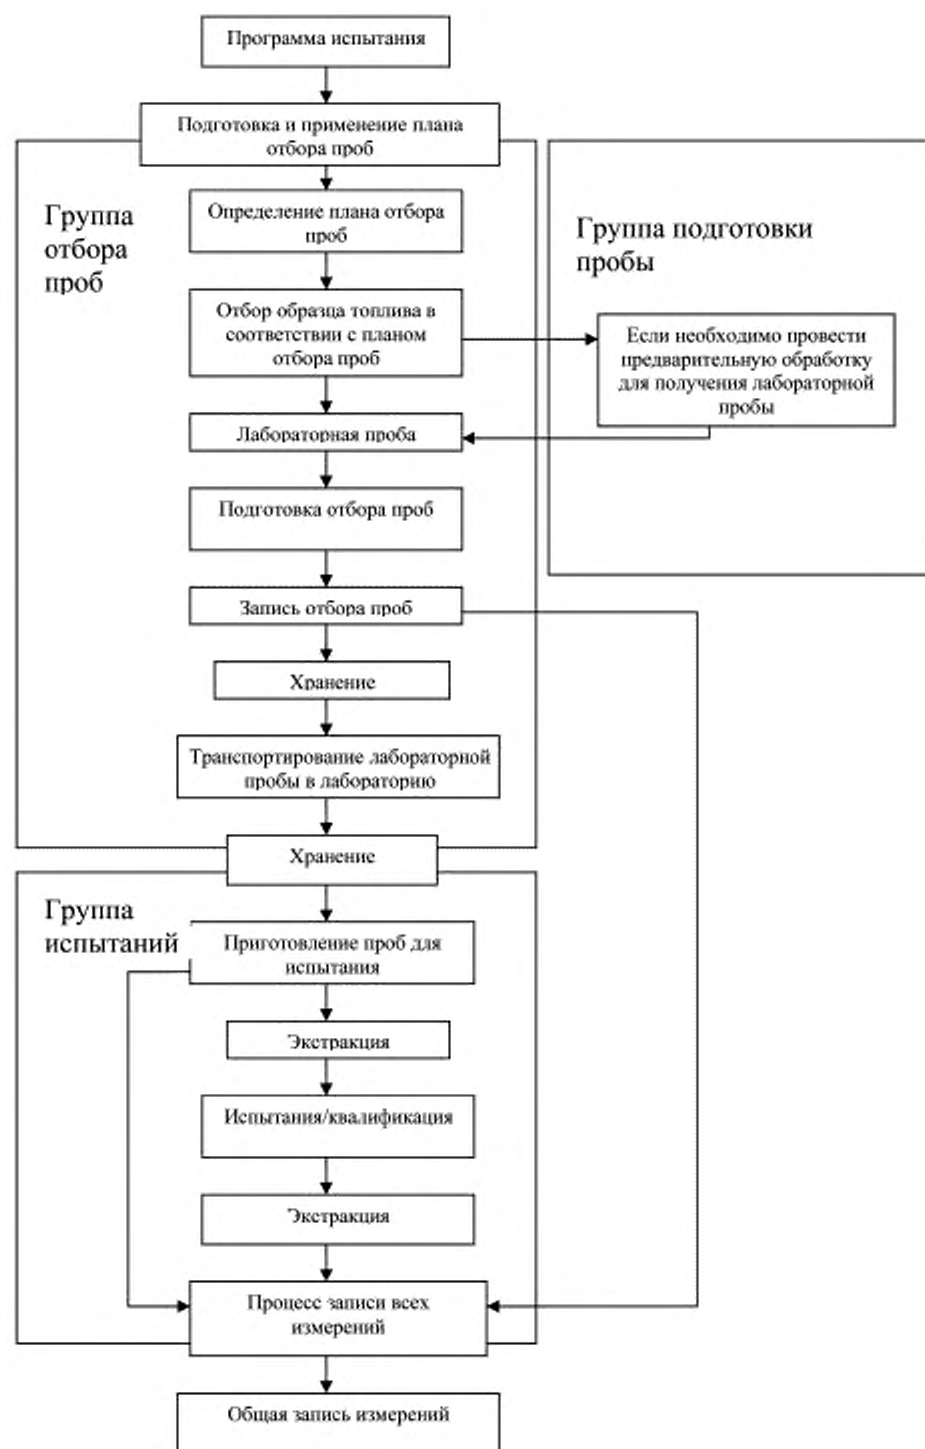 Программа испытания
Подготовка и применение плана
отбора проб
Группа
отбора
проб
Определение плана отбора
проб
Группа подготовки
пробы
Отбор образца топлива в
соответствии с планом
отбора проб
Если необходимо провести
предварительную обработку
для получения лабораторной
пробы
Лабораторная проба
Подготовка отбора проб
Запись отбора проб
Хранение
Транспортирование лабораторной
пробы в лабораторию
Хранение
Группа
испытаний
Приготовление проб для
испытания
Экстракция
Испытания/квалификация
Экстракция
Процесс записи всех
измерений
Общая запись измерений